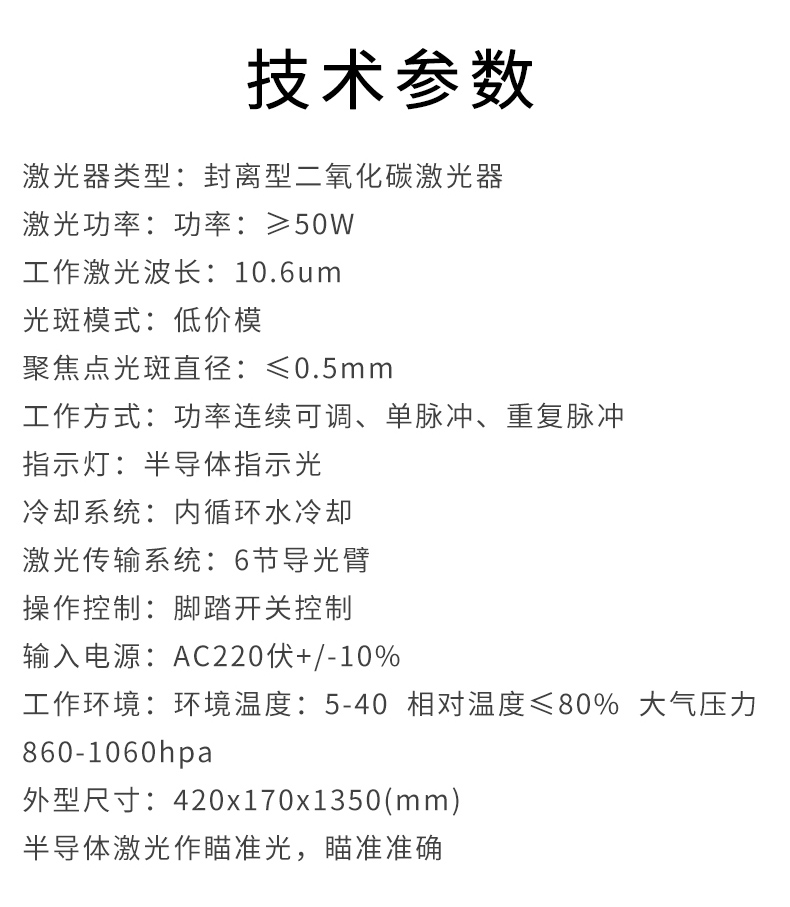 技术参数
激光器类型：封离型二氧化碳激光器
激光功率：功率：≥50W
工作激光波长：10.6um
光斑模式：低价模
聚焦点光斑直径：≤0.5mm
工作方式：功率连续可调、单脉冲、重复脉冲
指示灯：半导体指示光
冷却系统：内循环水冷却
激光传输系统：6节导光臂
操作控制：脚踏开关控制
输入电源：AC220伏+/-10%
工作环境：环境温度：5-40 相对温度≤80% 大气压力
860-1060hpa
外型尺寸：420x170x1350(mm)
半导体激光作瞄准光，瞄准准确